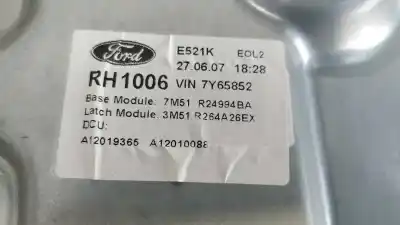 Ford E521K EOL2
27.06.07 18:28
RH1006 VIN 7Y65852
Base Module: 7M51 R24994BA
Latch Module: 3M51 R264A26EX
DCU:
A12019365 A12010088